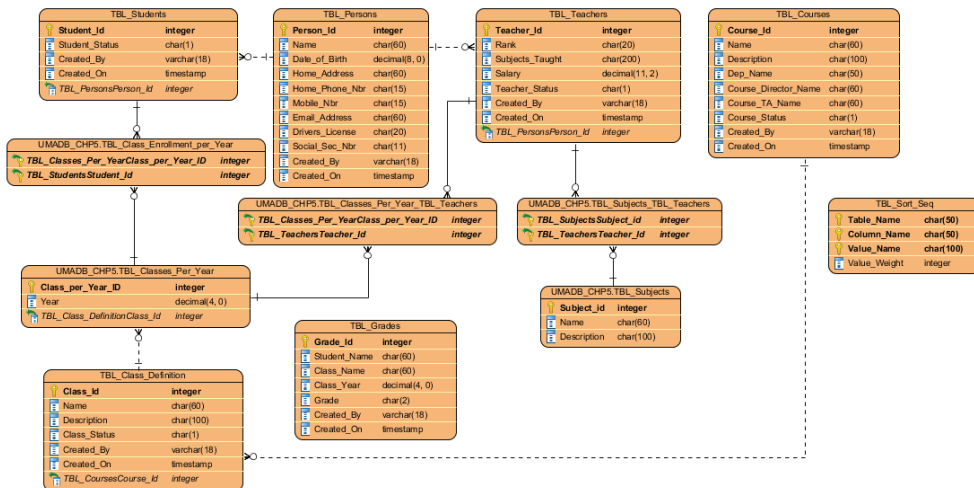 TBL_Students
Student_Id integer
Student_Status char(1)
Created_By varchar(18)
Created_On timestamp
TBL_PersonsPerson_Id integer
TBL_Persons
Person_Id integer
Name char(60)
Date_of_Birth decimal(8, 0)
Home_Address char(60)
Home_Phone_Nbr char(15)
Mobile_Nbr char(15)
Email_Address char(60)
Drivers_License char(20)
Social_Sec_Nbr char(11)
Created_By varchar(18)
Created_On timestamp
TBL_Teachers
Teacher_Id integer
Rank char(20)
Subjects_Taught char(200)
Salary decimal(11, 2)
Teacher_Status char(1)
Created_By varchar(18)
Created_On timestamp
TBL_PersonsPerson_Id integer
TBL_Courses
Course_Id integer
Name char(60)
Description char(100)
Dep_Name char(50)
Course_Director_Name char(60)
Course_TA_Name char(60)
Course_Status char(1)
Created_By varchar(18)
Created_On timestamp
UMADB_CHP5.TBL_Class_Enrollment_per_Year
TBL_Classes_Per_YearClass_per_Year_ID integer
TBL_StudentsStudent_Id integer
UMADB_CHP5.TBL_Classes_Per_Year_TBL_Teachers
TBL_Classes_Per_YearClass_per_Year_ID integer
TBL_TeachersTeacher_Id integer
UMADB_CHP5.TBL_Subjects_TBL_Teachers
TBL_SubjectsSubject_id integer
TBL_TeachersTeacher_Id integer
TBL_Sort_Seq
Table_Name char(50)
Column_Name char(50)
Value_Name char(100)
Value_Weight integer
UMADB_CHP5.TBL_Classes_Per_Year
Class_per_Year_ID integer
Year decimal(4, 0)
TBL_Class_DefinitionClass_Id integer
UMADB_CHP5.TBL_Subjects
Subject_id integer
Name char(60)
Description char(100)
TBL_Grades
Grade_Id integer
Student_Name char(60)
Class_Name char(60)
Class_Year decimal(4, 0)
Grade char(2)
Created_By varchar(18)
Created_On timestamp
TBL_Class_Definition
Class_Id integer
Name char(60)
Description char(100)
Class_Status char(1)
Created_By varchar(18)
Created_On timestamp
TBL_CoursesCourse_Id integer